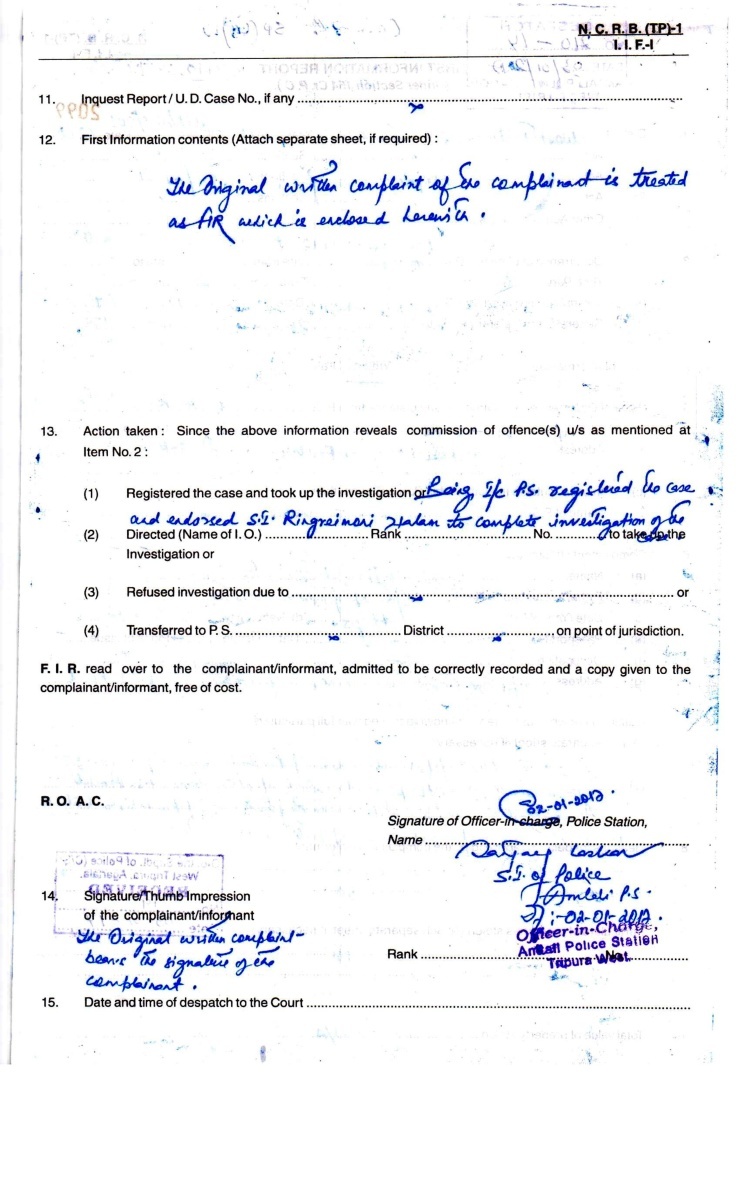 N. C. R. B. (TP)-1
I. I. F.-I
11. Inquest Report / U. D. Case No., if any
12. First Information contents (Attach separate sheet, if required) :
The Original written complaint of the complainant is treated
as FIR which is enclosed herewith.
13. Action taken : Since the above information reveals commission of offence(s) u/s as mentioned at
Item No. 2 :
(1) Registered the case and took up the investigation or Being I/c P.S. registered the case
and endorsed S.I. Ringreimari to complete investigation of the
(2) Directed (Name of I. O.) Rank No. to take up the
Investigation or
(3) Refused investigation due to or
(4) Transferred to P. S. District on point of jurisdiction.
F. I. R. read over to the complainant/informant, admitted to be correctly recorded and a copy given to the
complainant/informant, free of cost.
R. O. A. C.
02-01-2012
Signature of Officer-in-charge, Police Station,
Name
S.I. of Police
Amtali P.S.
02-01-2012.
14. Signature/Thumb Impression
of the complainant/informant
The Original written complaint
bears the signature of the
complainant.
Officer-in-Charge,
Amtali Police Station
Tripura West.
Rank No.
15. Date and time of despatch to the Court